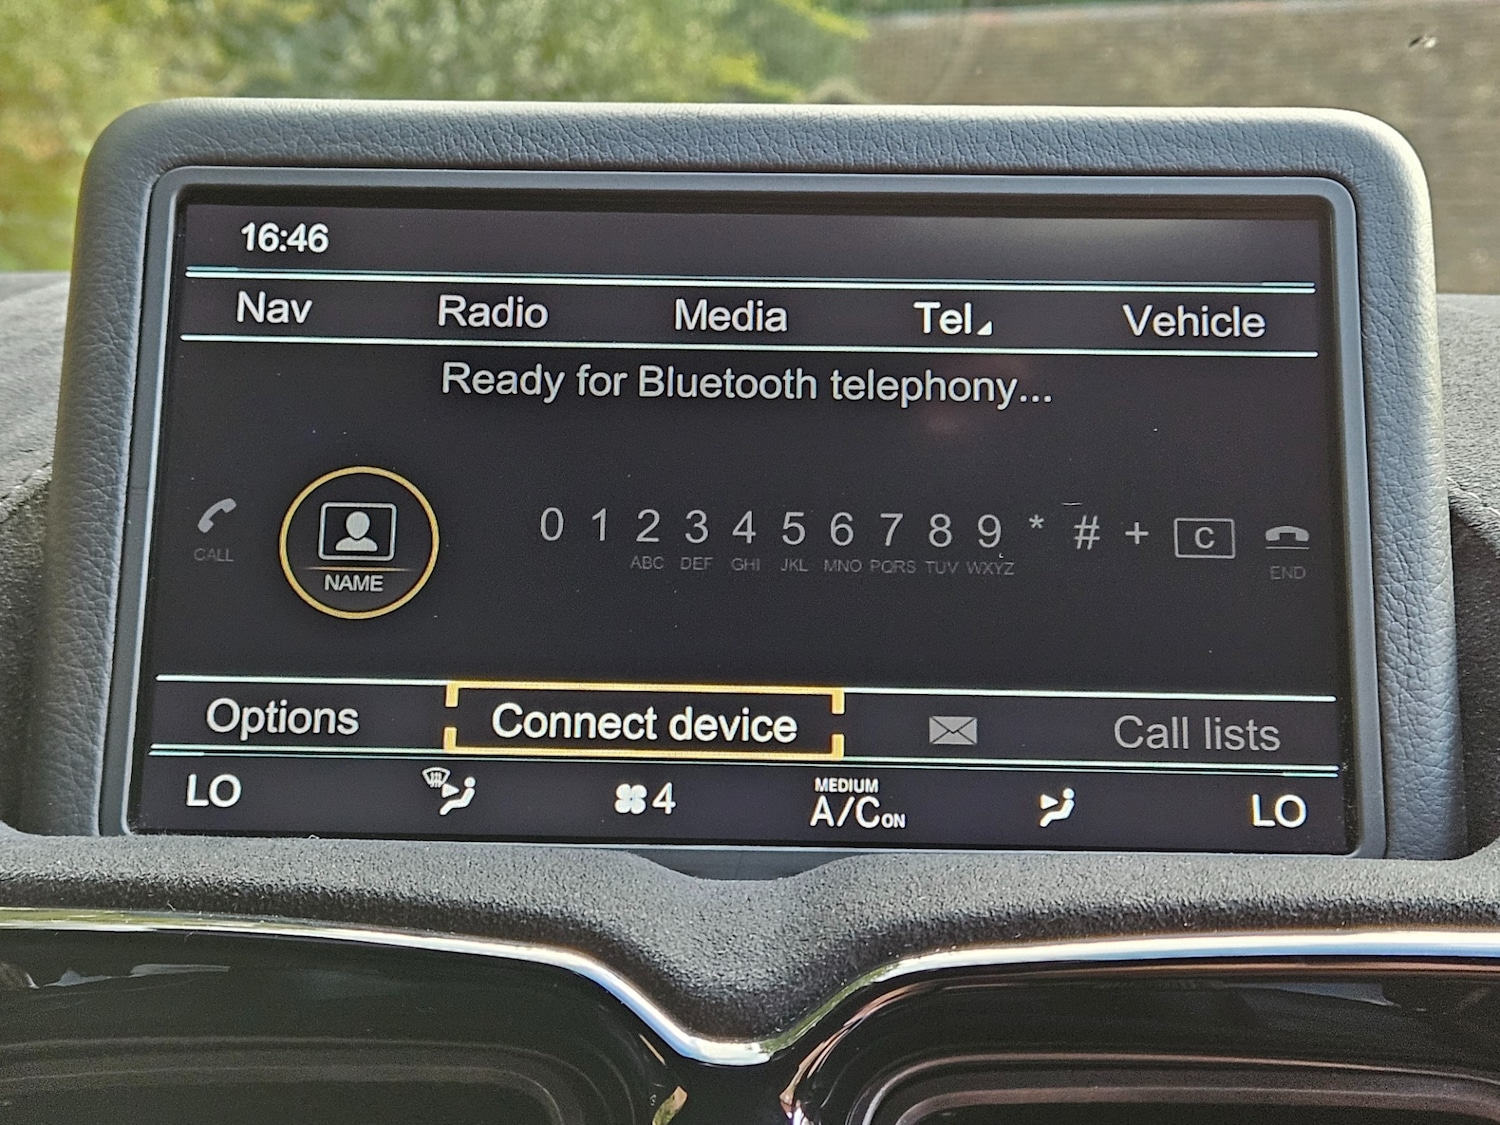 16:46
Nav Radio Media Tel Vehicle
Ready for Bluetooth telephony...
CALL NAME 0 1 2 3 4 5 6 7 8 9 * # + C END
ABC DEF GHI JKL MNO PQRS TUV WXYZ
Options Connect device Call lists
LO 4 MEDIUM A/C ON LO